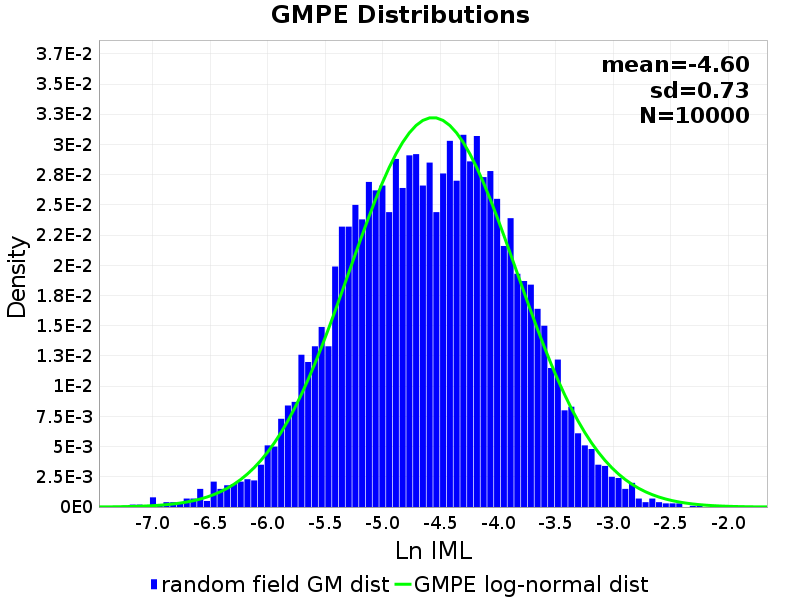 GMPE Distributions
mean=-4.60
sd=0.73
N=10000
Density
3.7E-2
3.5E-2
3.3E-2
3E-2
2.8E-2
2.5E-2
2.2E-2
2E-2
1.8E-2
1.5E-2
1.3E-2
1E-2
7.5E-3
5E-3
2.5E-3
0E0
-7.0 -6.5 -6.0 -5.5 -5.0 -4.5 -4.0 -3.5 -3.0 -2.5 -2.0
Ln IML
random field GM dist GMPE log-normal dist